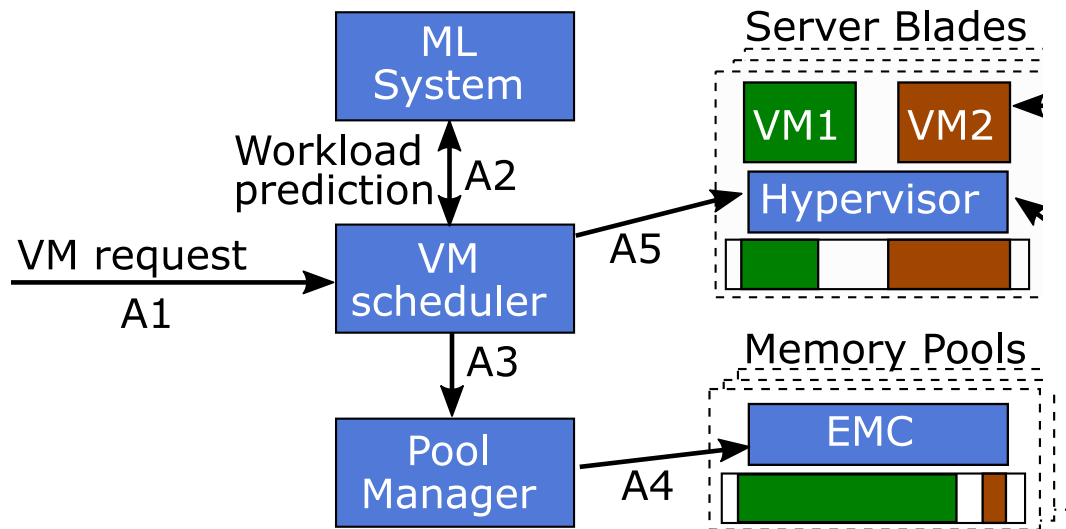 Server Blades
ML
System
VM1
VM2
Workload
prediction
A2
Hypervisor
VM request
A1
VM
scheduler
A5
A3
Memory Pools
Pool
Manager
A4
EMC